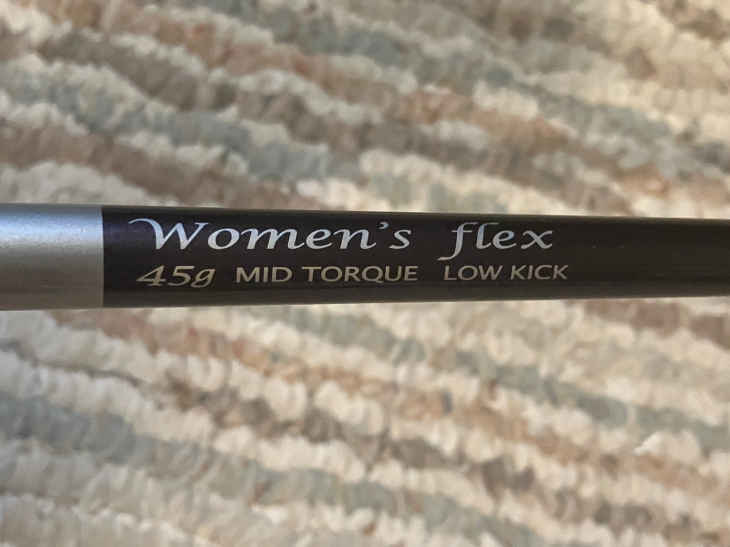 Women's flex
45g MID TORQUE LOW KICK